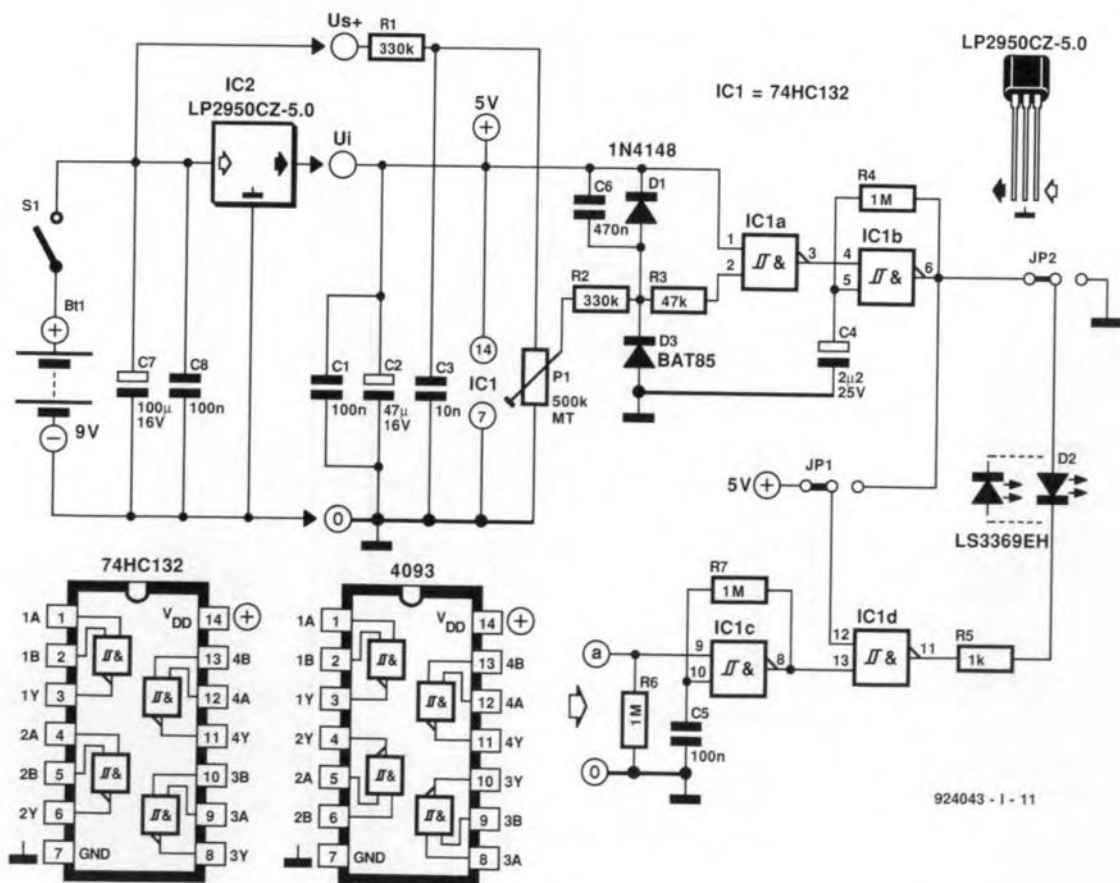 Us+
R1
330k
IC2
LP2950CZ-5.0
Ui
5V
+
IC1 = 74HC132
LP2950CZ-5.0
S1
Bt1
+
9V
−
C7
100µ
16V
C8
100n
C1
100n
C2
47µ
16V
C3
10n
14
IC1
7
P1
500k
MT
0
1N4148
C6
470n
D1
R2
330k
R3
47k
D3
BAT85
1
2
IC1a
&
3
R4
1M
IC1b
4
5
&
6
C4
2µ2
25V
JP2
D2
LS3369EH
5V +
JP1
R7
1M
IC1c
a
9
10
&
8
R6
1M
C5
100n
0
IC1d
12
13
&
11
R5
1k
924043 - I - 11
74HC132
1A 1
1B 2
1Y 3
2A 4
2B 5
2Y 6
7 GND
VDD 14 +
13 4B
12 4A
11 4Y
10 3B
9 3A
8 3Y
&
&
&
&
4093
1A 1
1B 2
1Y 3
2Y 4
2A 5
2B 6
7 GND
VDD 14 +
13 4B
12 4A
11 4Y
10 3Y
9 3B
8 3A
&
&
&
&